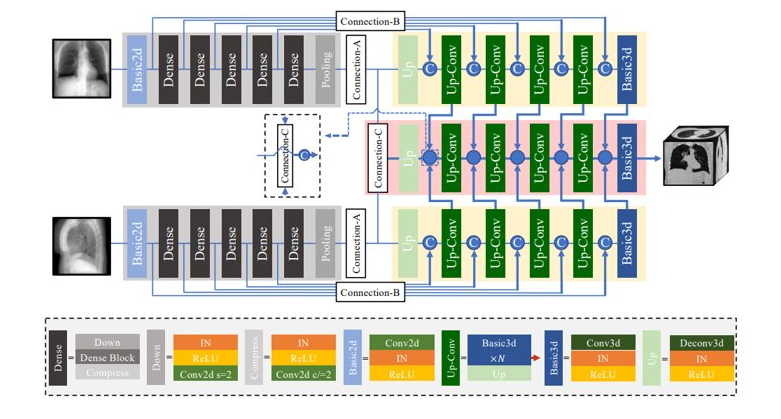 Connection-B
Basic2d
Dense
Dense
Dense
Dense
Pooling
Connection-A
Up
C
Up-Conv
C
Up-Conv
C
Up-Conv
C
Up-Conv
C
Basic3d
Connection-C
C
Connection-C
Up
Up-Conv
Up-Conv
Up-Conv
Up-Conv
Basic3d
Basic2d
Dense
Dense
Dense
Dense
Pooling
Connection-A
Up
C
Up-Conv
C
Up-Conv
C
Up-Conv
C
Up-Conv
C
Basic3d
Connection-B
Dense
=
Down
Dense Block
Compress
Down
=
IN
ReLU
Conv2d s=2
Compress
=
IN
ReLU
Conv2d c/=2
Basic2d
=
Conv2d
IN
ReLU
Up-Conv
=
Basic3d
×N
Up
Basic3d
=
Conv3d
IN
ReLU
Up
=
Deconv3d
IN
ReLU